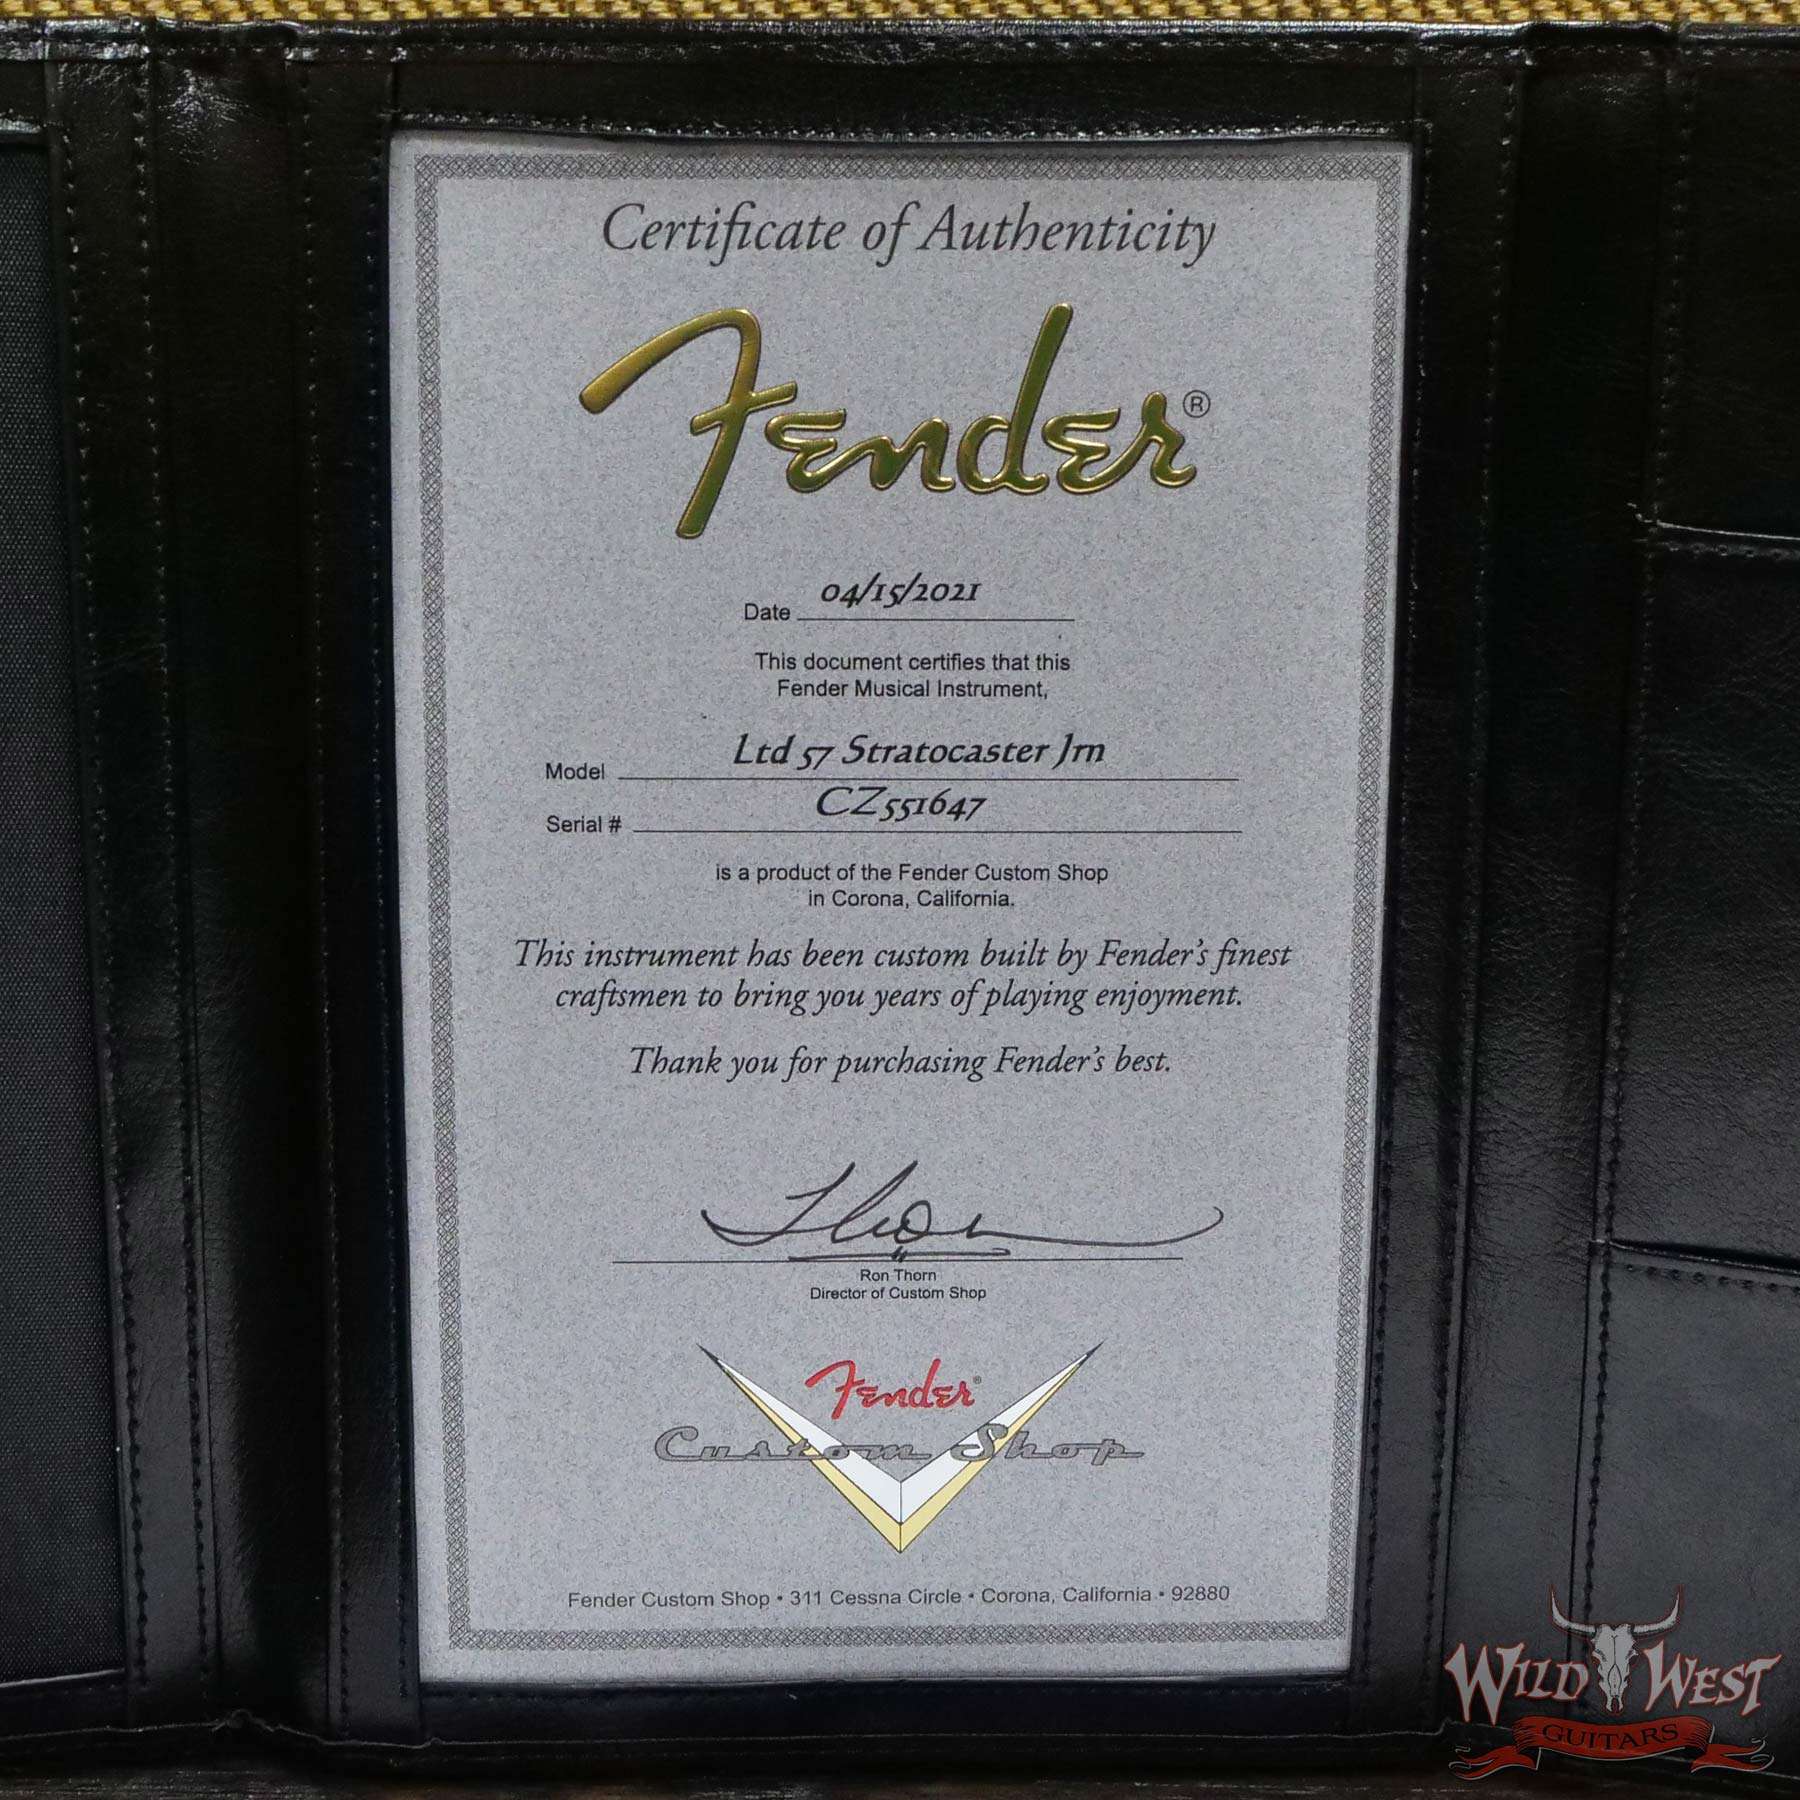 Certificate of Authenticity
Fender®
Date 04/15/2021
This document certifies that this
Fender Musical Instrument,
Model Ltd 57 Stratocaster Jrn
Serial # CZ551647
is a product of the Fender Custom Shop
in Corona, California.
This instrument has been custom built by Fender's finest
craftsmen to bring you years of playing enjoyment.
Thank you for purchasing Fender's best.
Ron Thorn
Director of Custom Shop
Fender®
Custom Shop
Fender Custom Shop • 311 Cessna Circle • Corona, California • 92880
WILD WEST
GUITARS